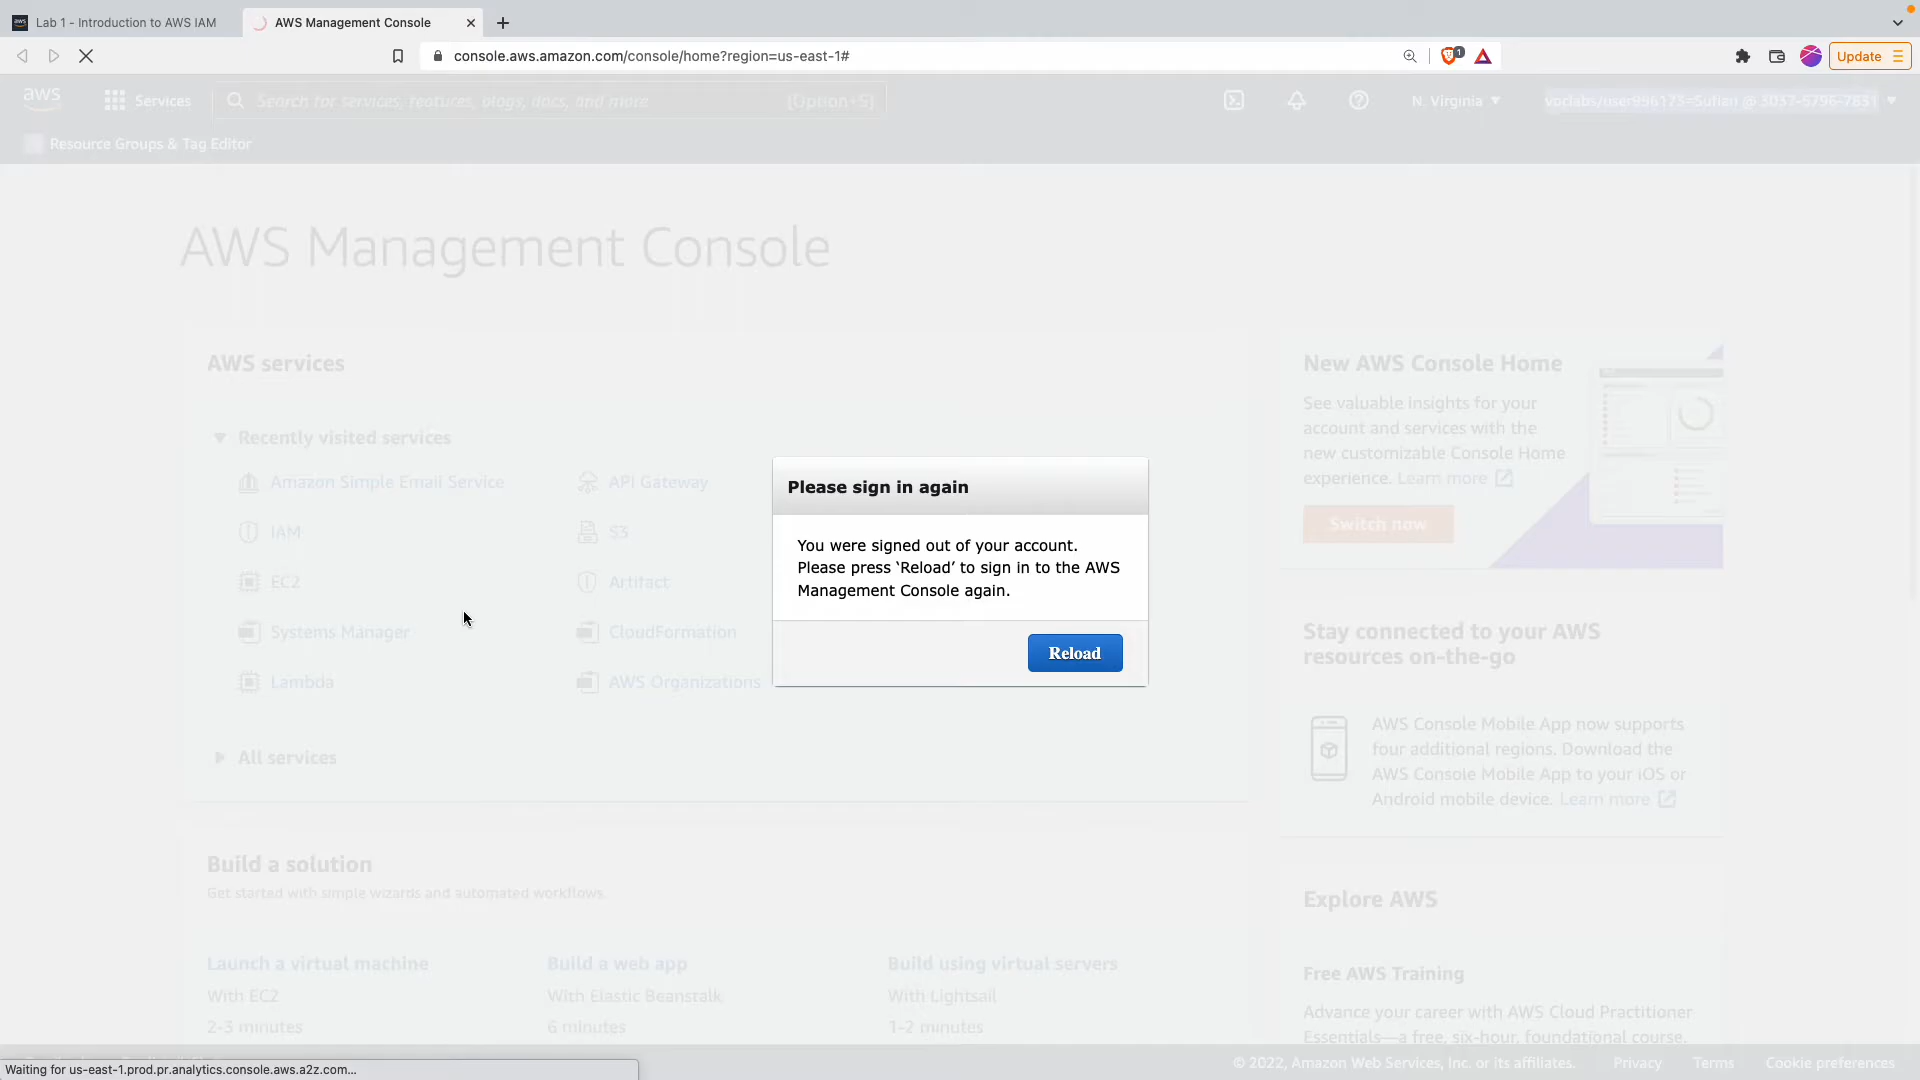 Lab 1 - Introduction to AWS IAM
AWS Management Console
console.aws.amazon.com/console/home?region=us-east-1#
1
Update
aws
Services
Search for services, features, blogs, docs, and more
[Option+S]
N. Virginia
voclabs/user996173=Sufian @ 3037-5796-7831
Resource Groups & Tag Editor
AWS Management Console
AWS services
Recently visited services
Amazon Simple Email Service
API Gateway
IAM
S3
EC2
Artifact
Systems Manager
CloudFormation
Lambda
AWS Organizations
All services
Please sign in again
You were signed out of your account.
Please press ‘Reload’ to sign in to the AWS
Management Console again.
Reload
New AWS Console Home
See valuable insights for your
account and services with the
new customizable Console Home
experience. Learn more
Switch now
Stay connected to your AWS
resources on-the-go
AWS Console Mobile App now supports
four additional regions. Download the
AWS Console Mobile App to your iOS or
Android mobile device. Learn more
Build a solution
Get started with simple wizards and automated workflows.
Launch a virtual machine
With EC2
2-3 minutes
Build a web app
With Elastic Beanstalk
6 minutes
Build using virtual servers
With Lightsail
1-2 minutes
Explore AWS
Free AWS Training
Advance your career with AWS Cloud Practitioner
Essentials—a free, six-hour, foundational course.
Waiting for us-east-1.prod.pr.analytics.console.aws.a2z.com...
© 2022, Amazon Web Services, Inc. or its affiliates.
Privacy
Terms
Cookie preferences